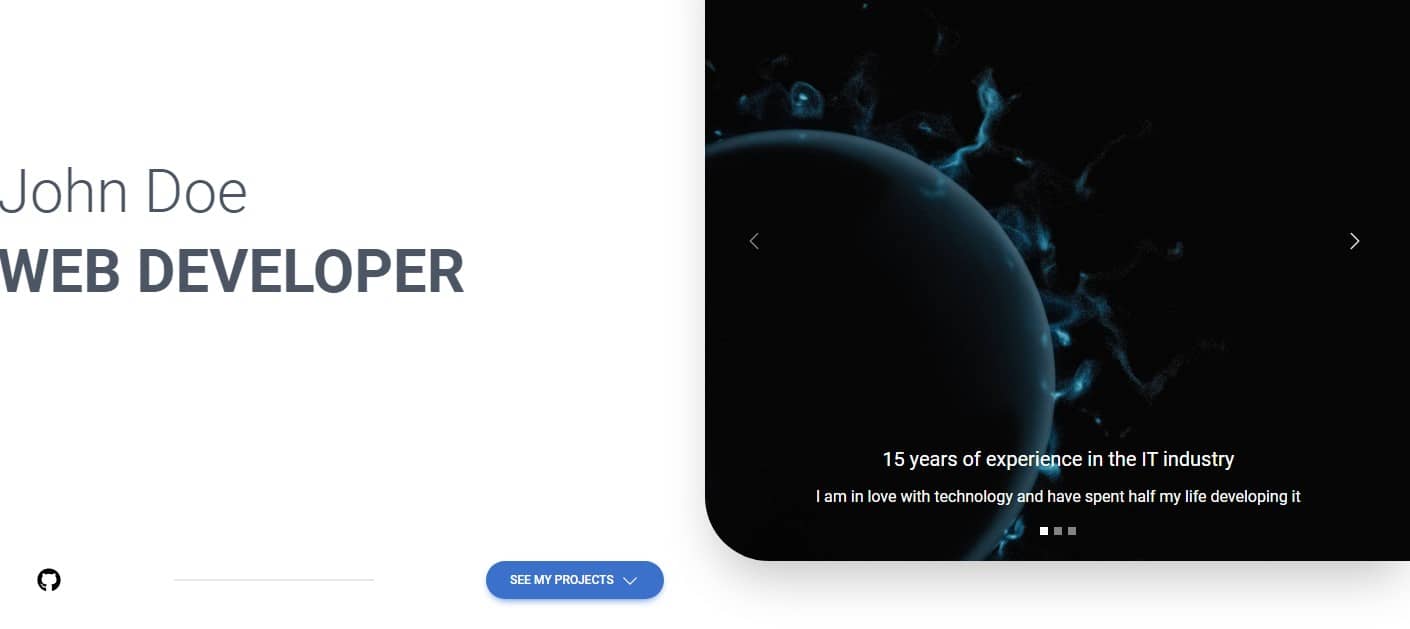 John Doe
WEB DEVELOPER
15 years of experience in the IT industry
I am in love with technology and have spent half my life developing it
SEE MY PROJECTS